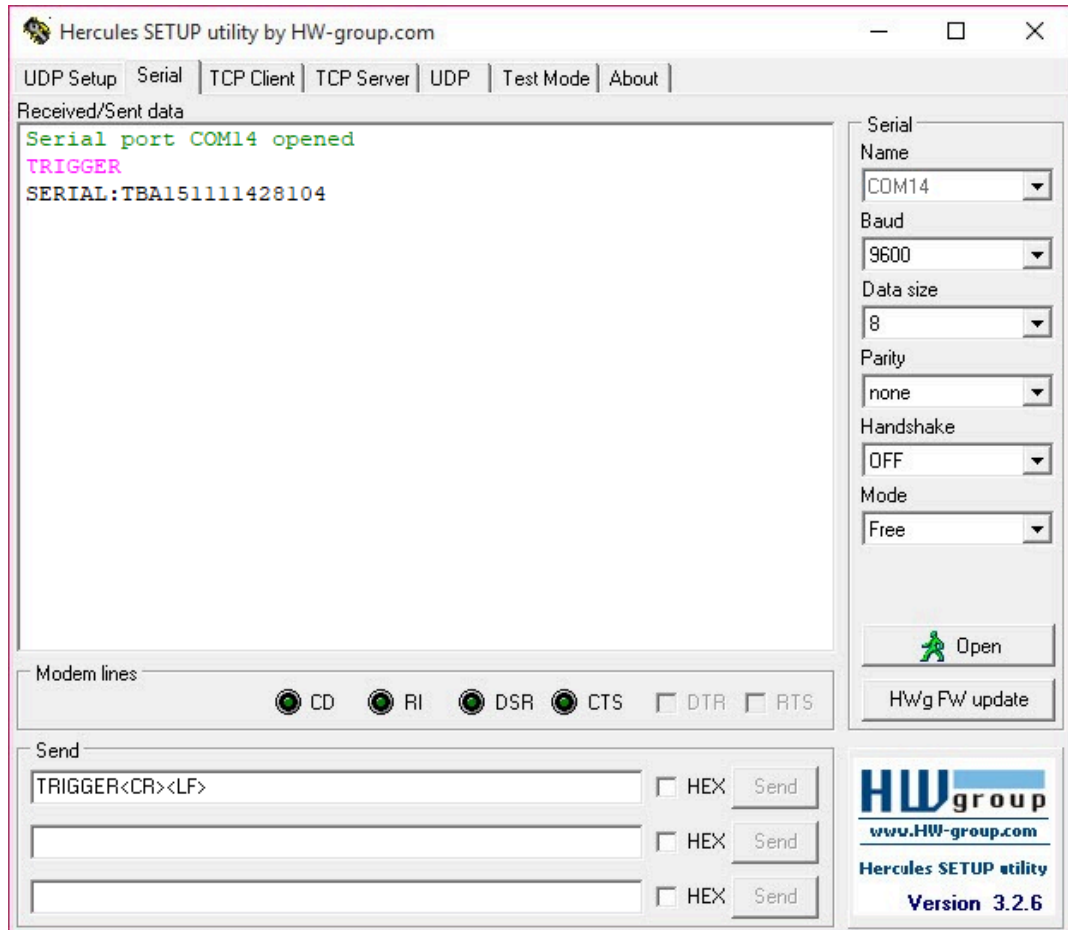 Hercules SETUP utility by HW-group.com
UDP Setup Serial TCP Client TCP Server UDP Test Mode About
Received/Sent data
Serial port COM14 opened
TRIGGER
SERIAL:TBA151111428104
Serial
Name
COM14
Baud
9600
Data size
8
Parity
none
Handshake
OFF
Mode
Free
Open
HWg FW update
Modem lines
CD RI DSR CTS DTR RTS
Send
TRIGGER<CR><LF> HEX Send
HEX Send
HEX Send
HW group
www.HW-group.com
Hercules SETUP utility
Version 3.2.6